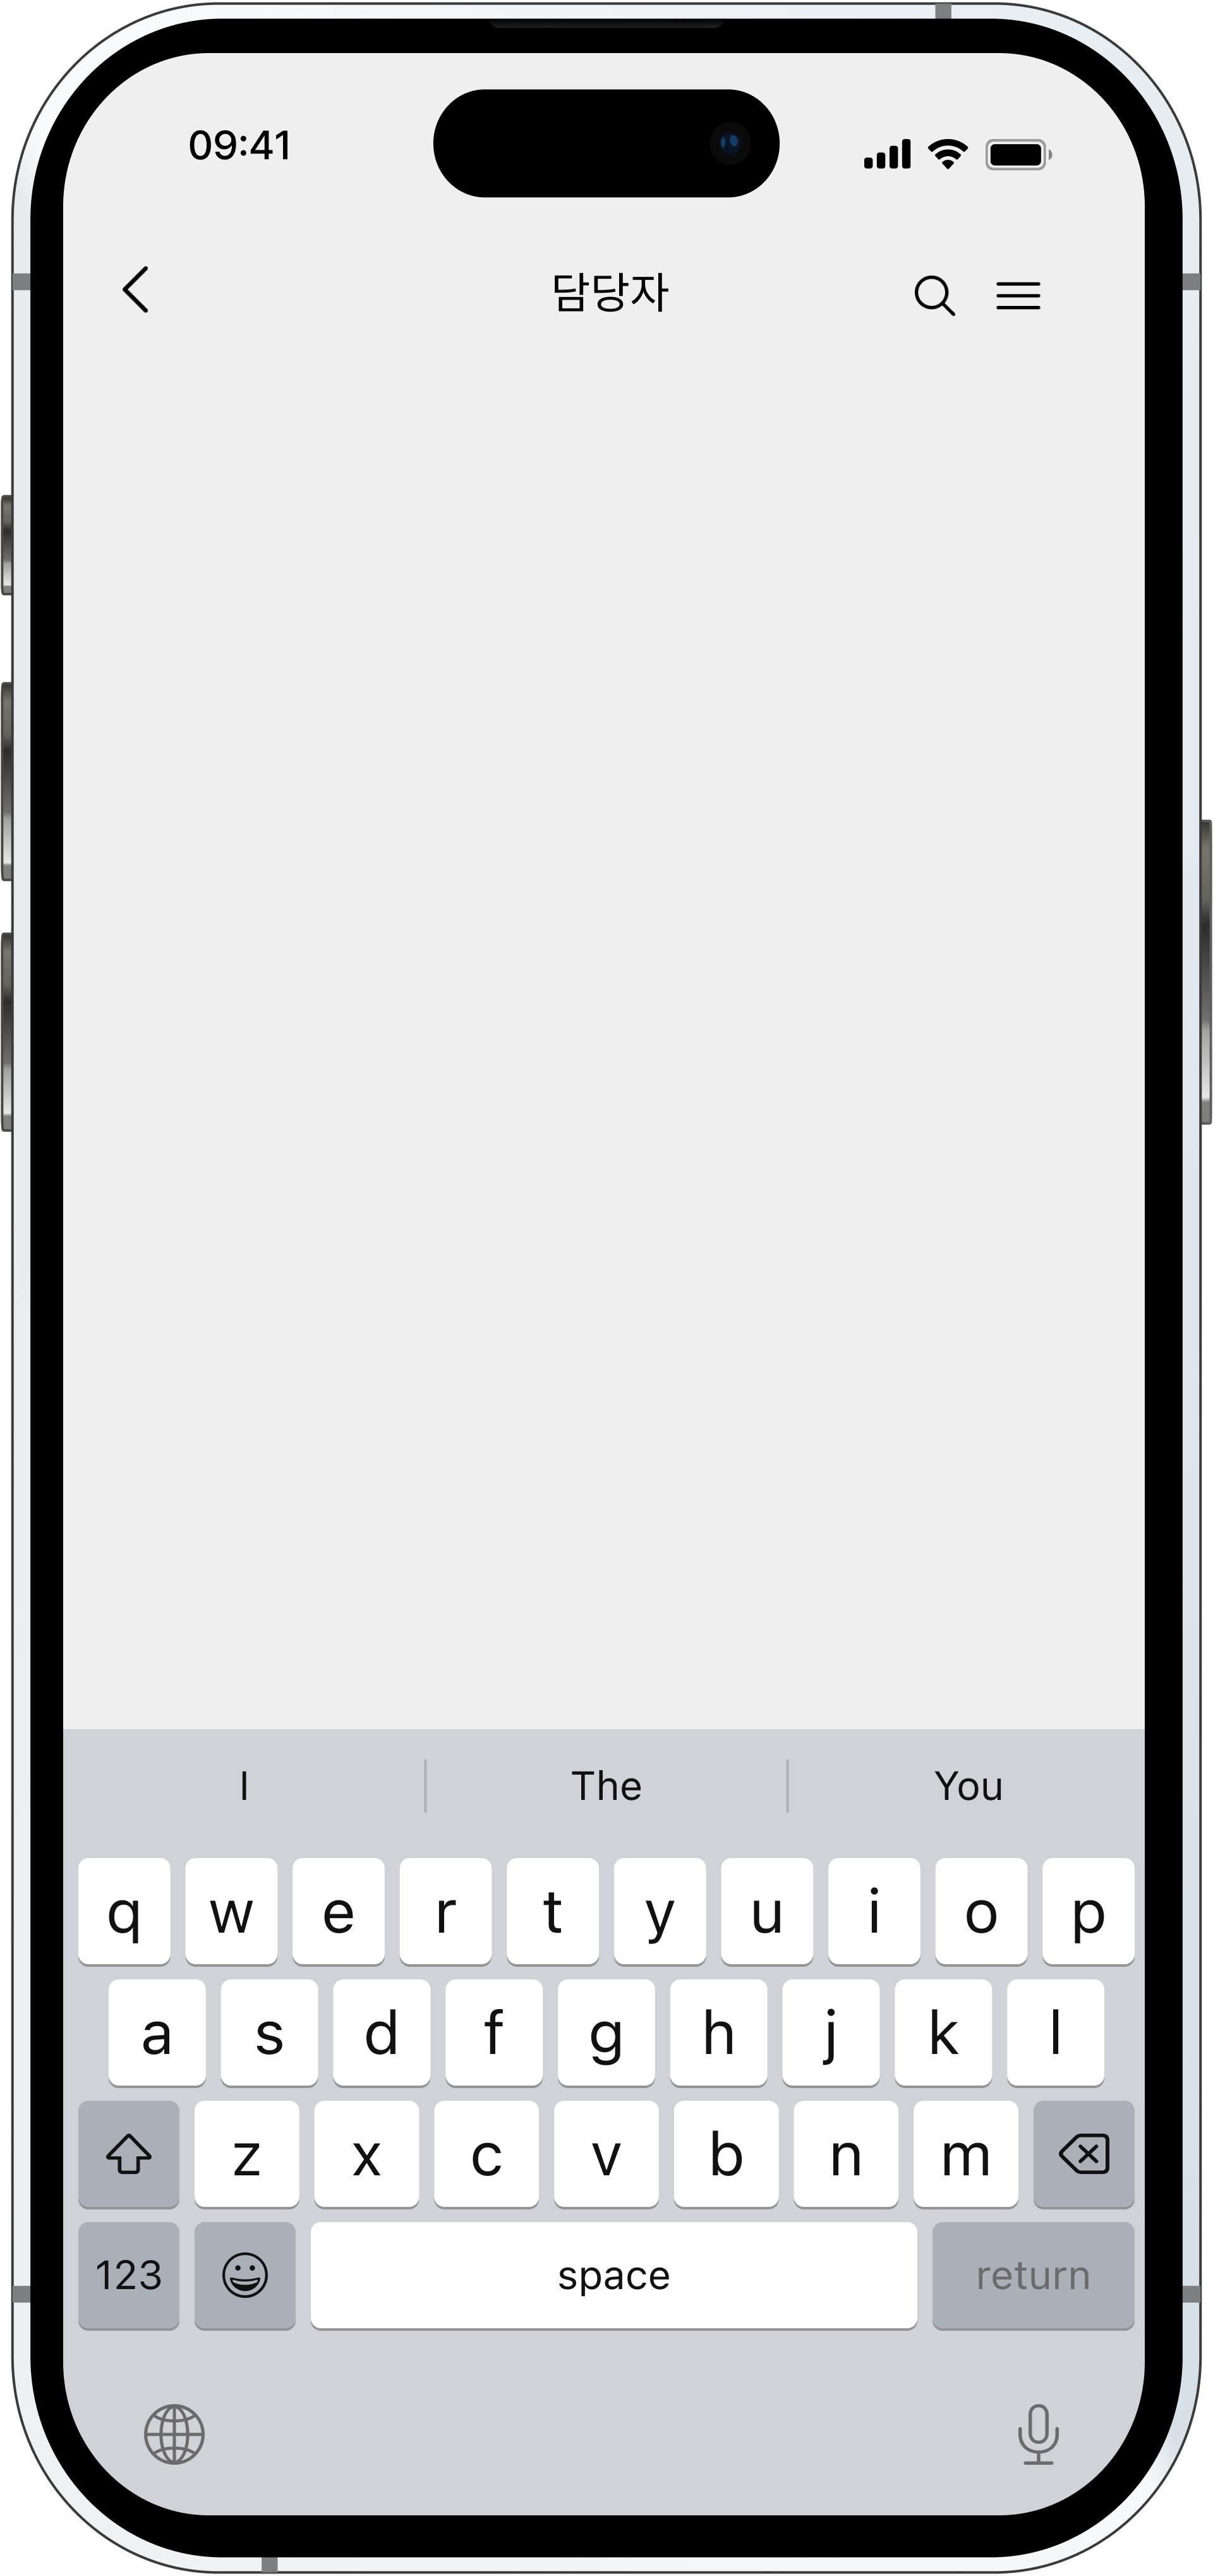 09:41
담당자
I The You
q w e r t y u i o p
a s d f g h j k l
z x c v b n m
123 space return